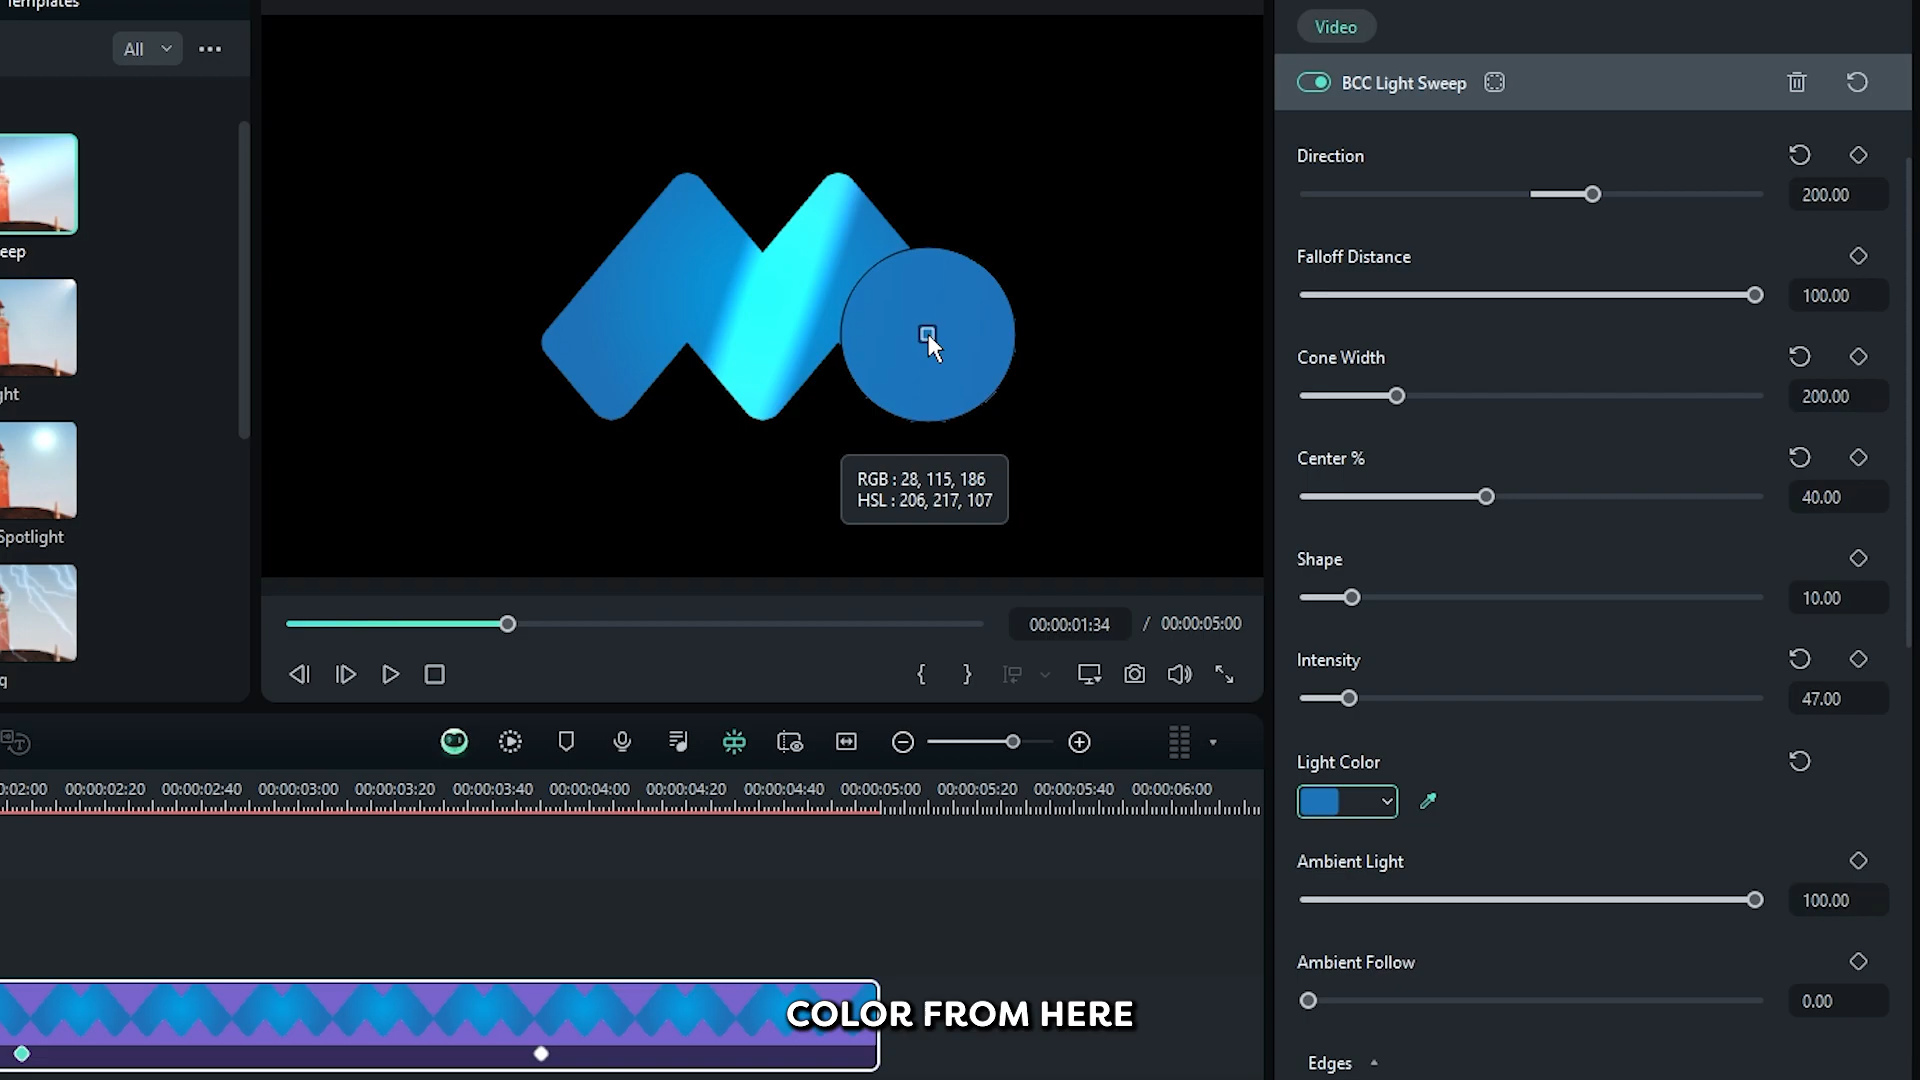 Templates
All
eep
ght
Spotlight
q
RGB : 28, 115, 186
HSL : 206, 217, 107
00:00:01:34 / 00:00:05:00
{ }
0:02:00 00:00:02:20 00:00:02:40 00:00:03:00 00:00:03:20 00:00:03:40 00:00:04:00 00:00:04:20 00:00:04:40 00:00:05:00 00:00:05:20 00:00:05:40 00:00:06:00
COLOR FROM HERE
Video
BCC Light Sweep
Direction
200.00
Falloff Distance
100.00
Cone Width
200.00
Center %
40.00
Shape
10.00
Intensity
47.00
Light Color
Ambient Light
100.00
Ambient Follow
0.00
Edges